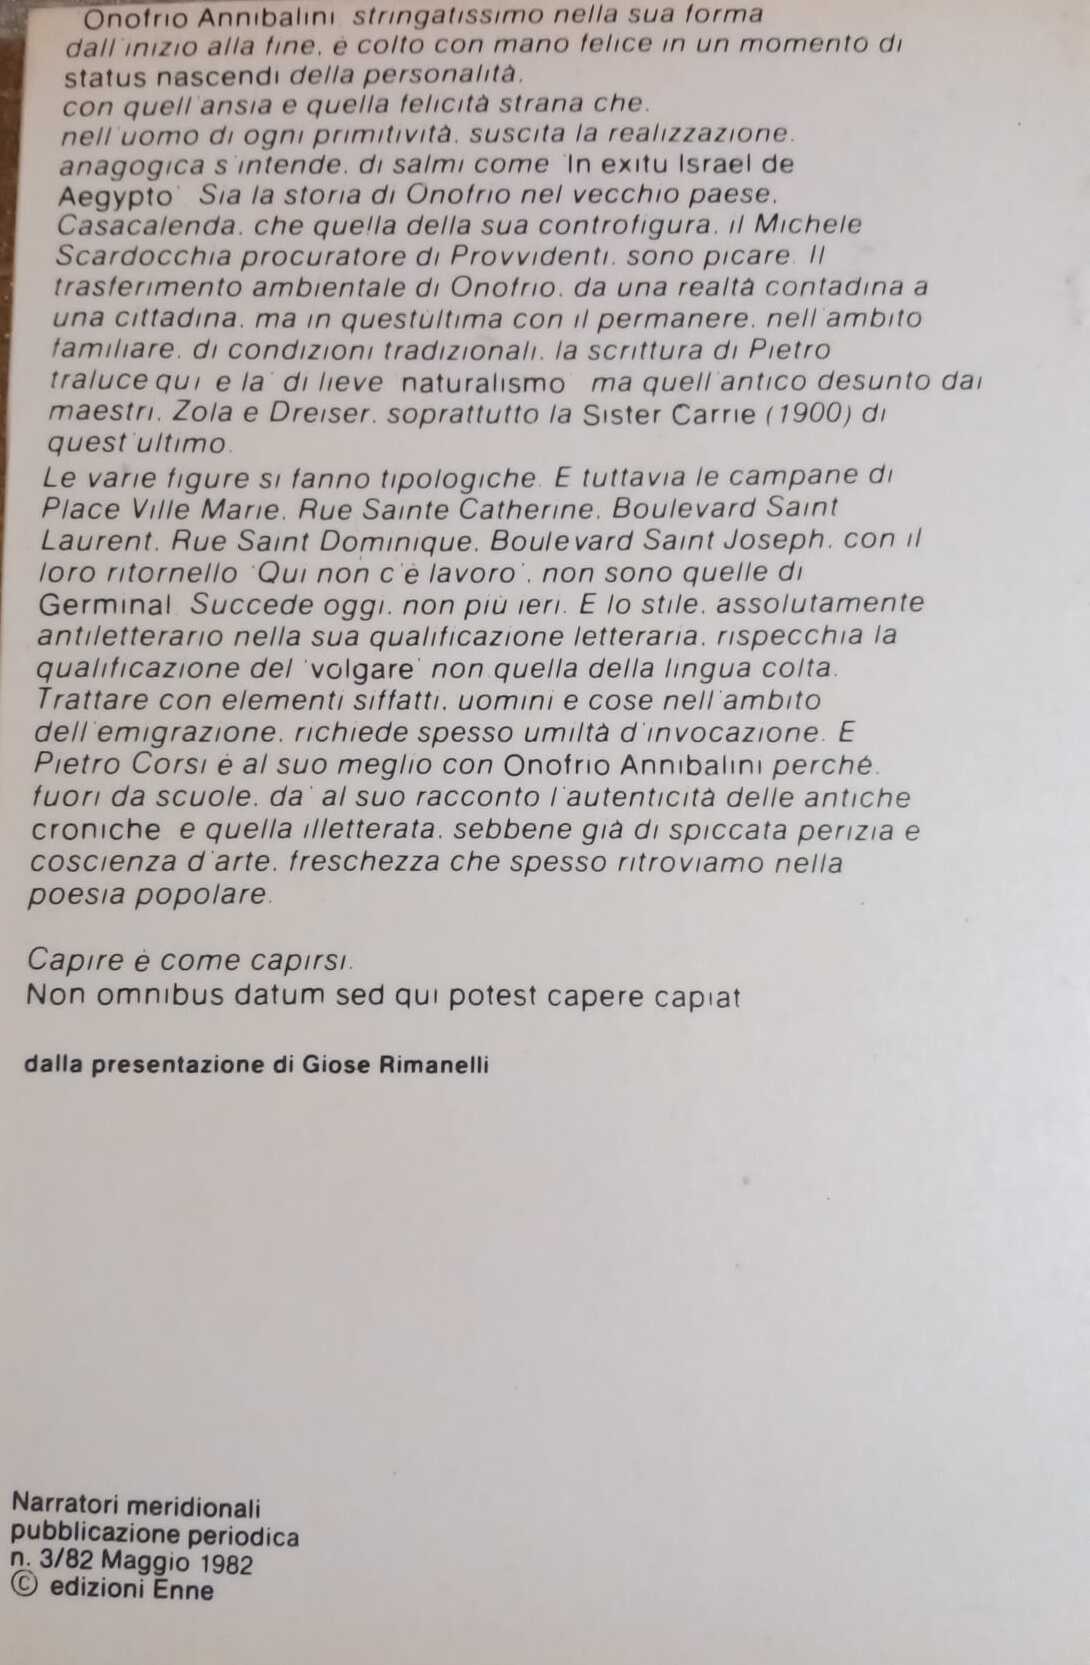 Onofrio Annibalini stringatissimo nella sua forma
dall'inizio alla fine, è colto con mano felice in un momento di
status nascendi della personalità,
con quell'ansia e quella felicità strana che,
nell'uomo di ogni primitività, suscita la realizzazione,
anagogica s'intende, di salmi come 'In exitu Israel de
Aegypto' Sia la storia di Onofrio nel vecchio paese,
Casacalenda, che quella della sua controfigura, il Michele
Scardocchia procuratore di Provvidenti, sono picare. Il
trasferimento ambientale di Onofrio, da una realtà contadina a
una cittadina, ma in quest'ultima con il permanere, nell'ambito
familiare, di condizioni tradizionali, la scrittura di Pietro
traluce qui e la' di lieve naturalismo ma quell'antico desunto dai
maestri, Zola e Dreiser, soprattutto la Sister Carrie (1900) di
quest'ultimo.
Le varie figure si fanno tipologiche. E tuttavia le campane di
Place Ville Marie, Rue Sainte Catherine, Boulevard Saint
Laurent, Rue Saint Dominique, Boulevard Saint Joseph, con il
loro ritornello 'Qui non c'è lavoro', non sono quelle di
Germinal. Succede oggi, non più ieri. E lo stile, assolutamente
antiletterario nella sua qualificazione letteraria, rispecchia la
qualificazione del 'volgare' non quella della lingua colta.
Trattare con elementi siffatti, uomini e cose nell'ambito
dell'emigrazione, richiede spesso umiltà d'invocazione. E
Pietro Corsi è al suo meglio con Onofrio Annibalini perché,
fuori da scuole, da' al suo racconto l'autenticità delle antiche
croniche e quella illetterata, sebbene già di spiccata perizia e
coscienza d'arte, freschezza che spesso ritroviamo nella
poesia popolare.
Capire è come capirsi.
Non omnibus datum sed qui potest capere capiat
dalla presentazione di Giose Rimanelli
Narratori meridionali
pubblicazione periodica
n. 3/82 Maggio 1982
© edizioni Enne